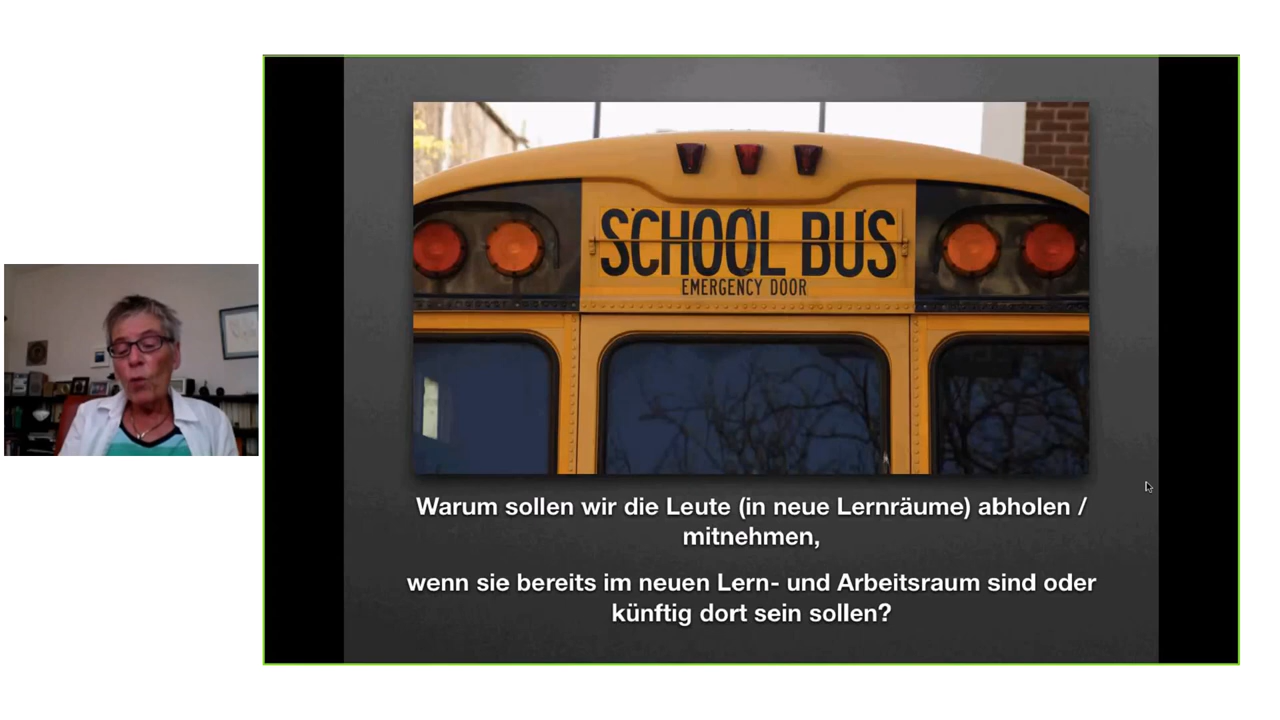 SCHOOL BUS
EMERGENCY DOOR
Warum sollen wir die Leute (in neue Lernräume) abholen /
mitnehmen,
wenn sie bereits im neuen Lern- und Arbeitsraum sind oder
künftig dort sein sollen?